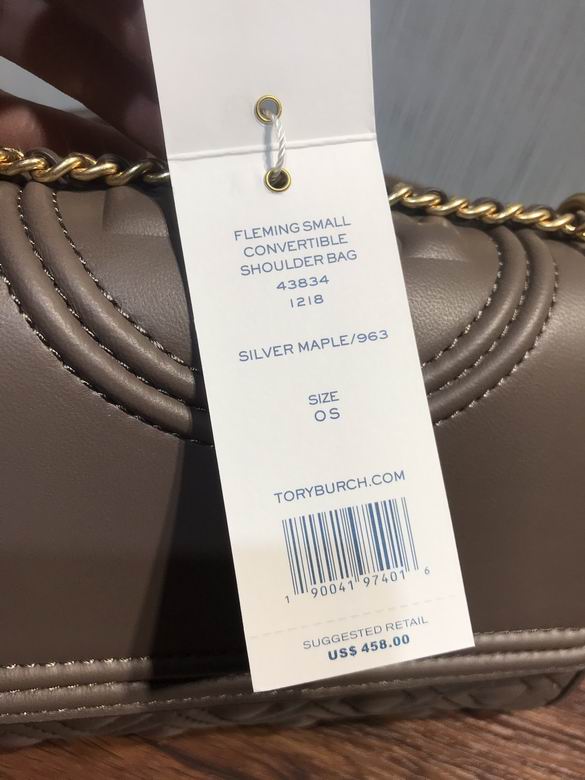 FLEMING SMALL
CONVERTIBLE
SHOULDER BAG
43834
1218
SILVER MAPLE/963
SIZE
OS
TORYBURCH.COM
1 90041 97401 6
SUGGESTED RETAIL
US$ 458.00